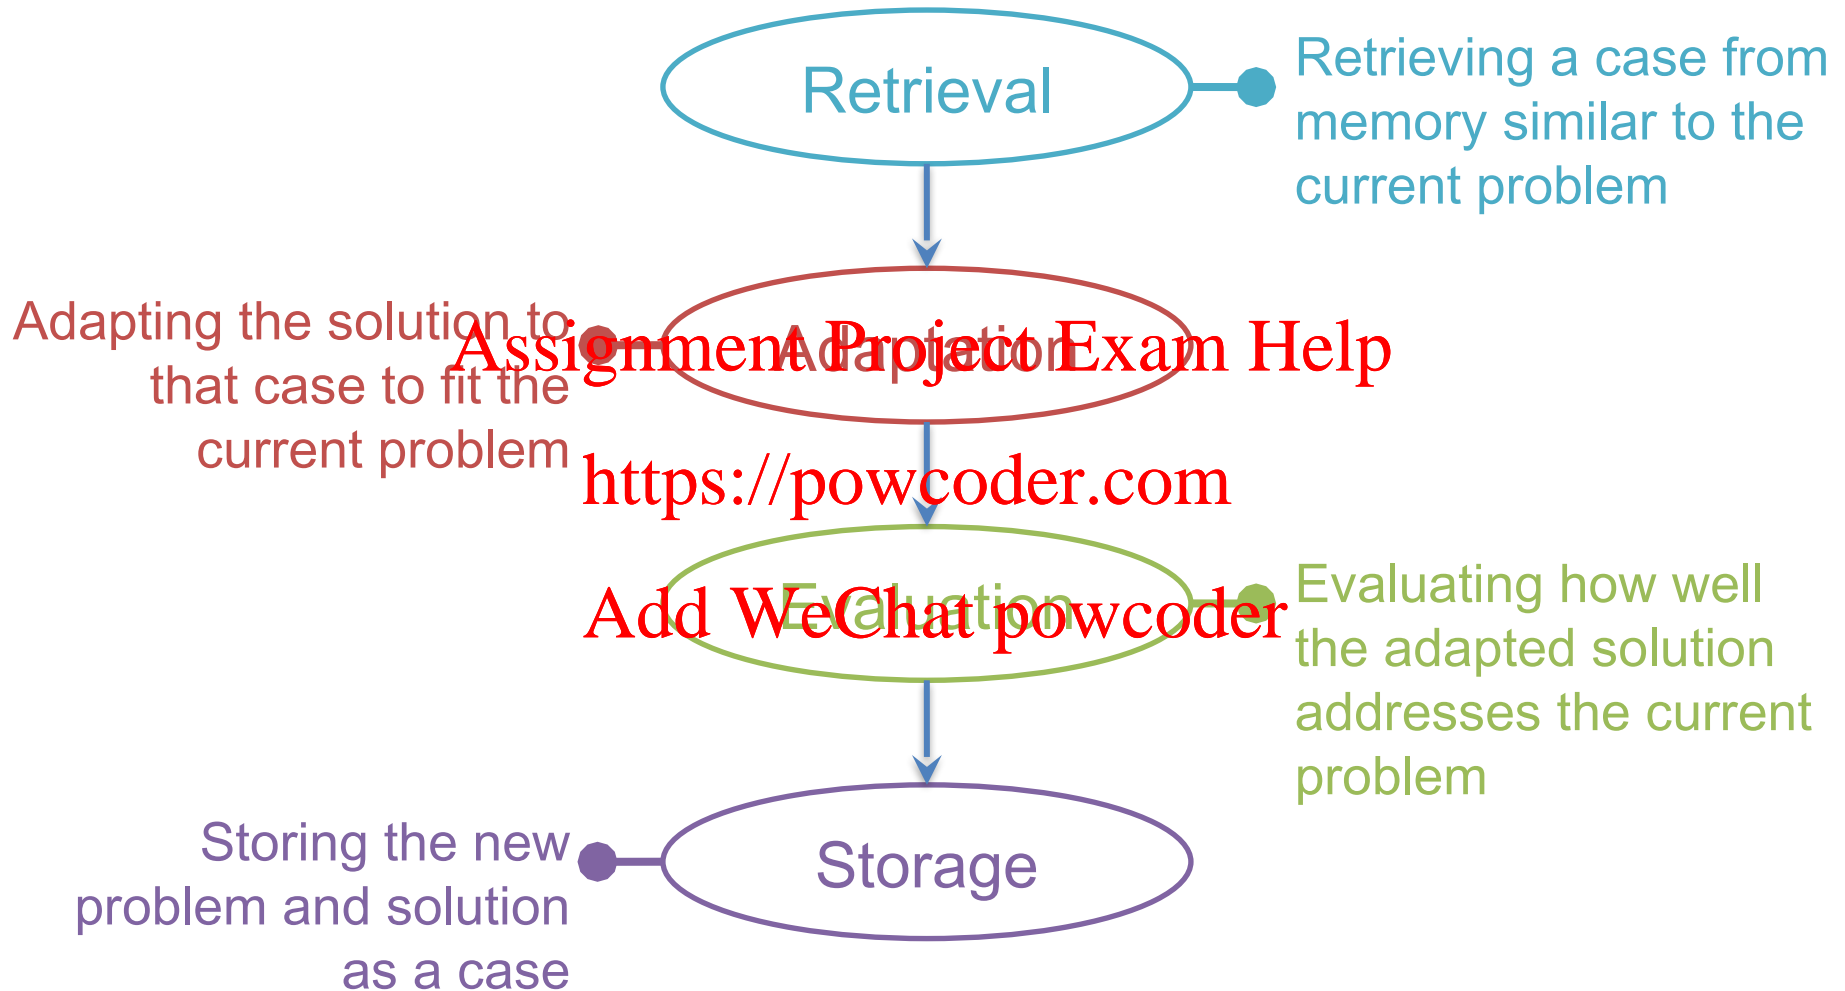 Retrieval
Retrieving a case from
memory similar to the
current problem
Adapting the solution to
that case to fit the
current problem
Adaptation
Assignment Project Exam Help
https://powcoder.com
Evaluation
Add WeChat powcoder
Evaluating how well
the adapted solution
addresses the current
problem
Storing the new
problem and solution
as a case
Storage